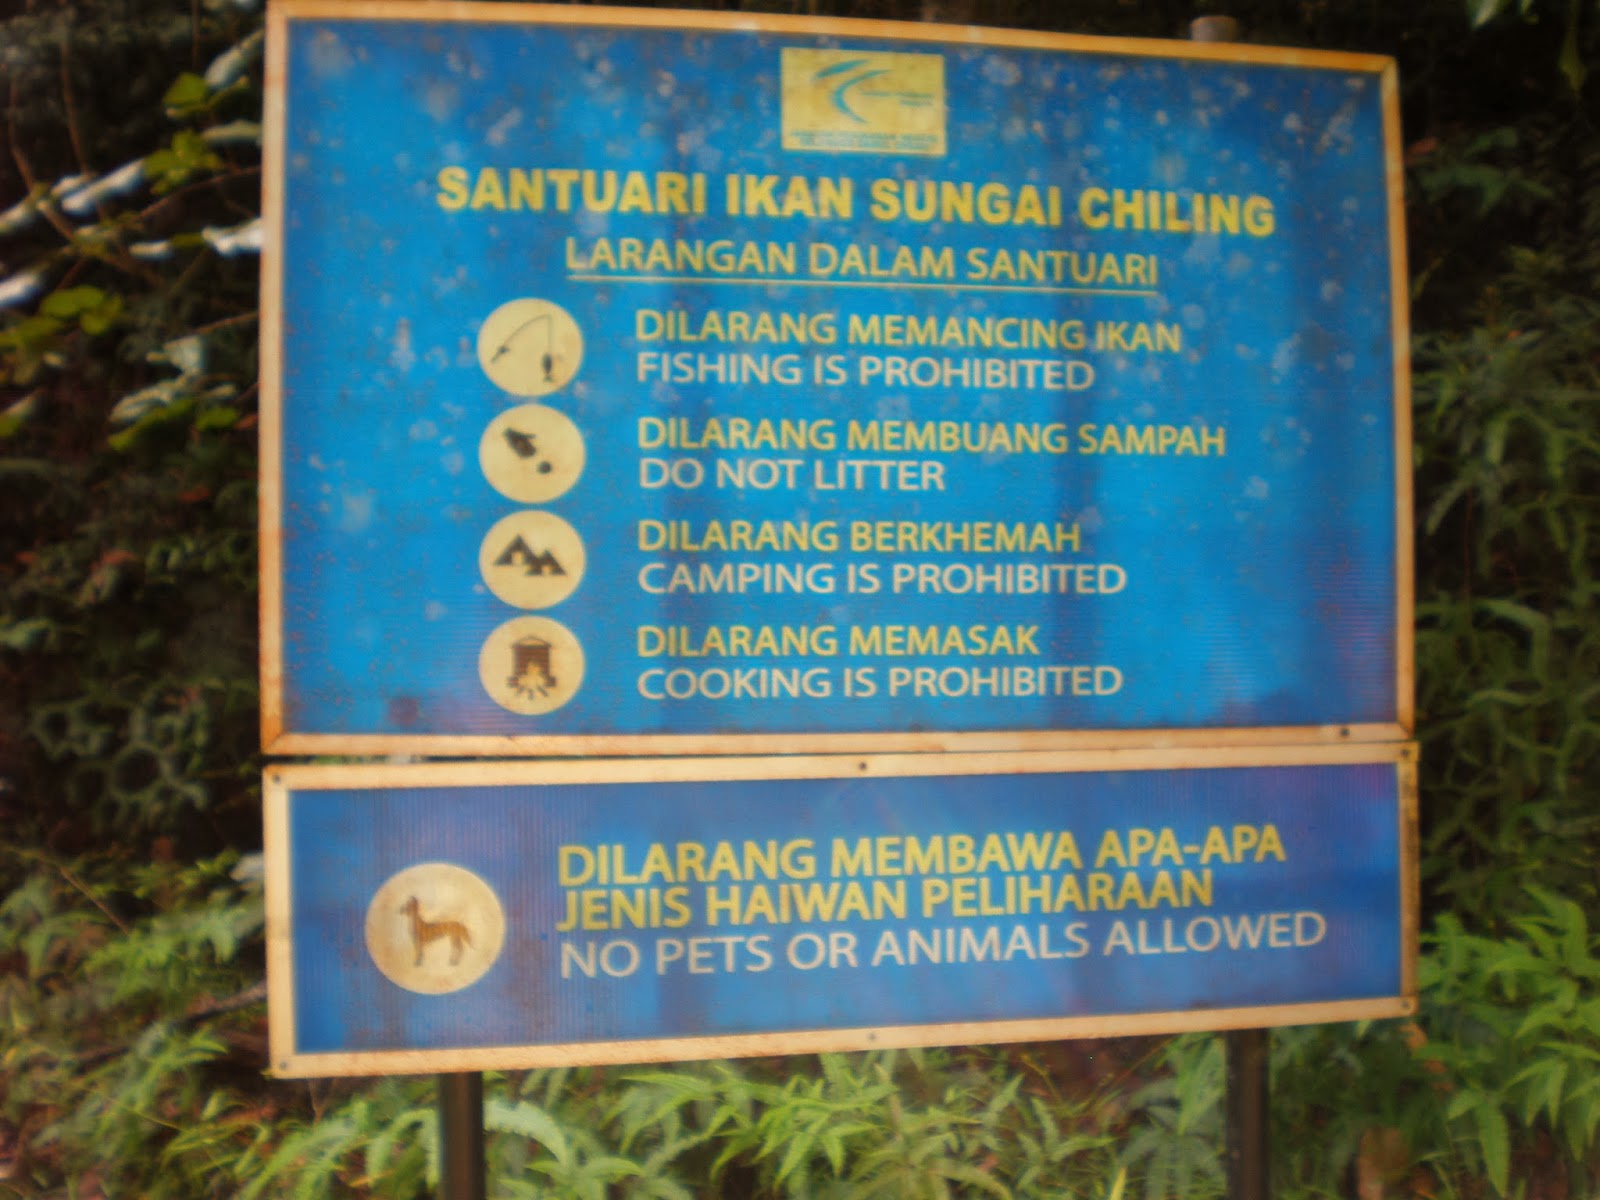 SANTUARI IKAN SUNGAI CHILING
LARANGAN DALAM SANTUARI
DILARANG MEMANCING IKAN
FISHING IS PROHIBITED
DILARANG MEMBUANG SAMPAH
DO NOT LITTER
DILARANG BERKHEMAH
CAMPING IS PROHIBITED
DILARANG MEMASAK
COOKING IS PROHIBITED
DILARANG MEMBAWA APA-APA
JENIS HAIWAN PELIHARAAN
NO PETS OR ANIMALS ALLOWED